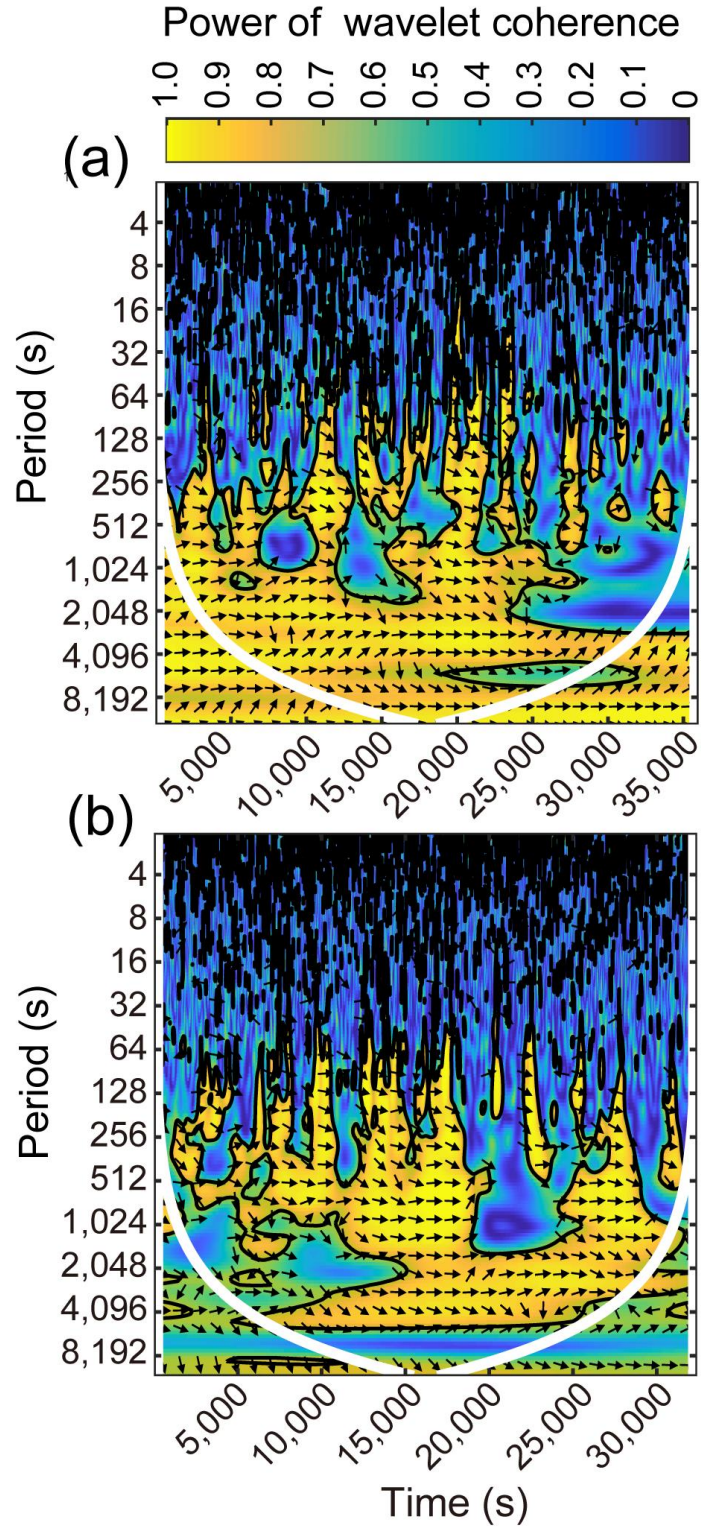 Power of wavelet coherence
1.0 0.9 0.8 0.7 0.6 0.5 0.4 0.3 0.2 0.1 0
(a)
4
8
16
32
64
128
256
512
1,024
2,048
4,096
8,192
Period (s)
5,000 10,000 15,000 20,000 25,000 30,000 35,000
(b)
4
8
16
32
64
128
256
512
1,024
2,048
4,096
8,192
Period (s)
5,000 10,000 15,000 20,000 25,000 30,000
Time (s)